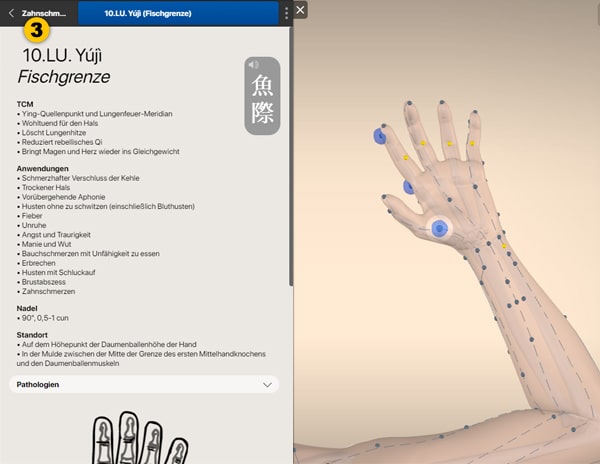 Zahnschm...
10.LU. Yújì (Fischgrenze)
3
10.LU. Yújì
Fischgrenze
魚際
TCM
• Ying-Quellenpunkt und Lungenfeuer-Meridian
• Wohltuend für den Hals
• Löscht Lungenhitze
• Reduziert rebellisches Qi
• Bringt Magen und Herz wieder ins Gleichgewicht
Anwendungen
• Schmerzhafter Verschluss der Kehle
• Trockener Hals
• Vorübergehende Aphonie
• Husten ohne zu schwitzen (einschließlich Bluthusten)
• Fieber
• Unruhe
• Angst und Traurigkeit
• Manie und Wut
• Bauchschmerzen mit Unfähigkeit zu essen
• Erbrechen
• Husten mit Schluckauf
• Brustabszess
• Zahnschmerzen
Nadel
• 90°, 0,5-1 cun
Standort
• Auf dem Höhepunkt der Daumenballenhöhe der Hand
• In der Mulde zwischen der Mitte der Grenze des ersten Mittelhandknochens
und den Daumenballenmuskeln
Pathologien